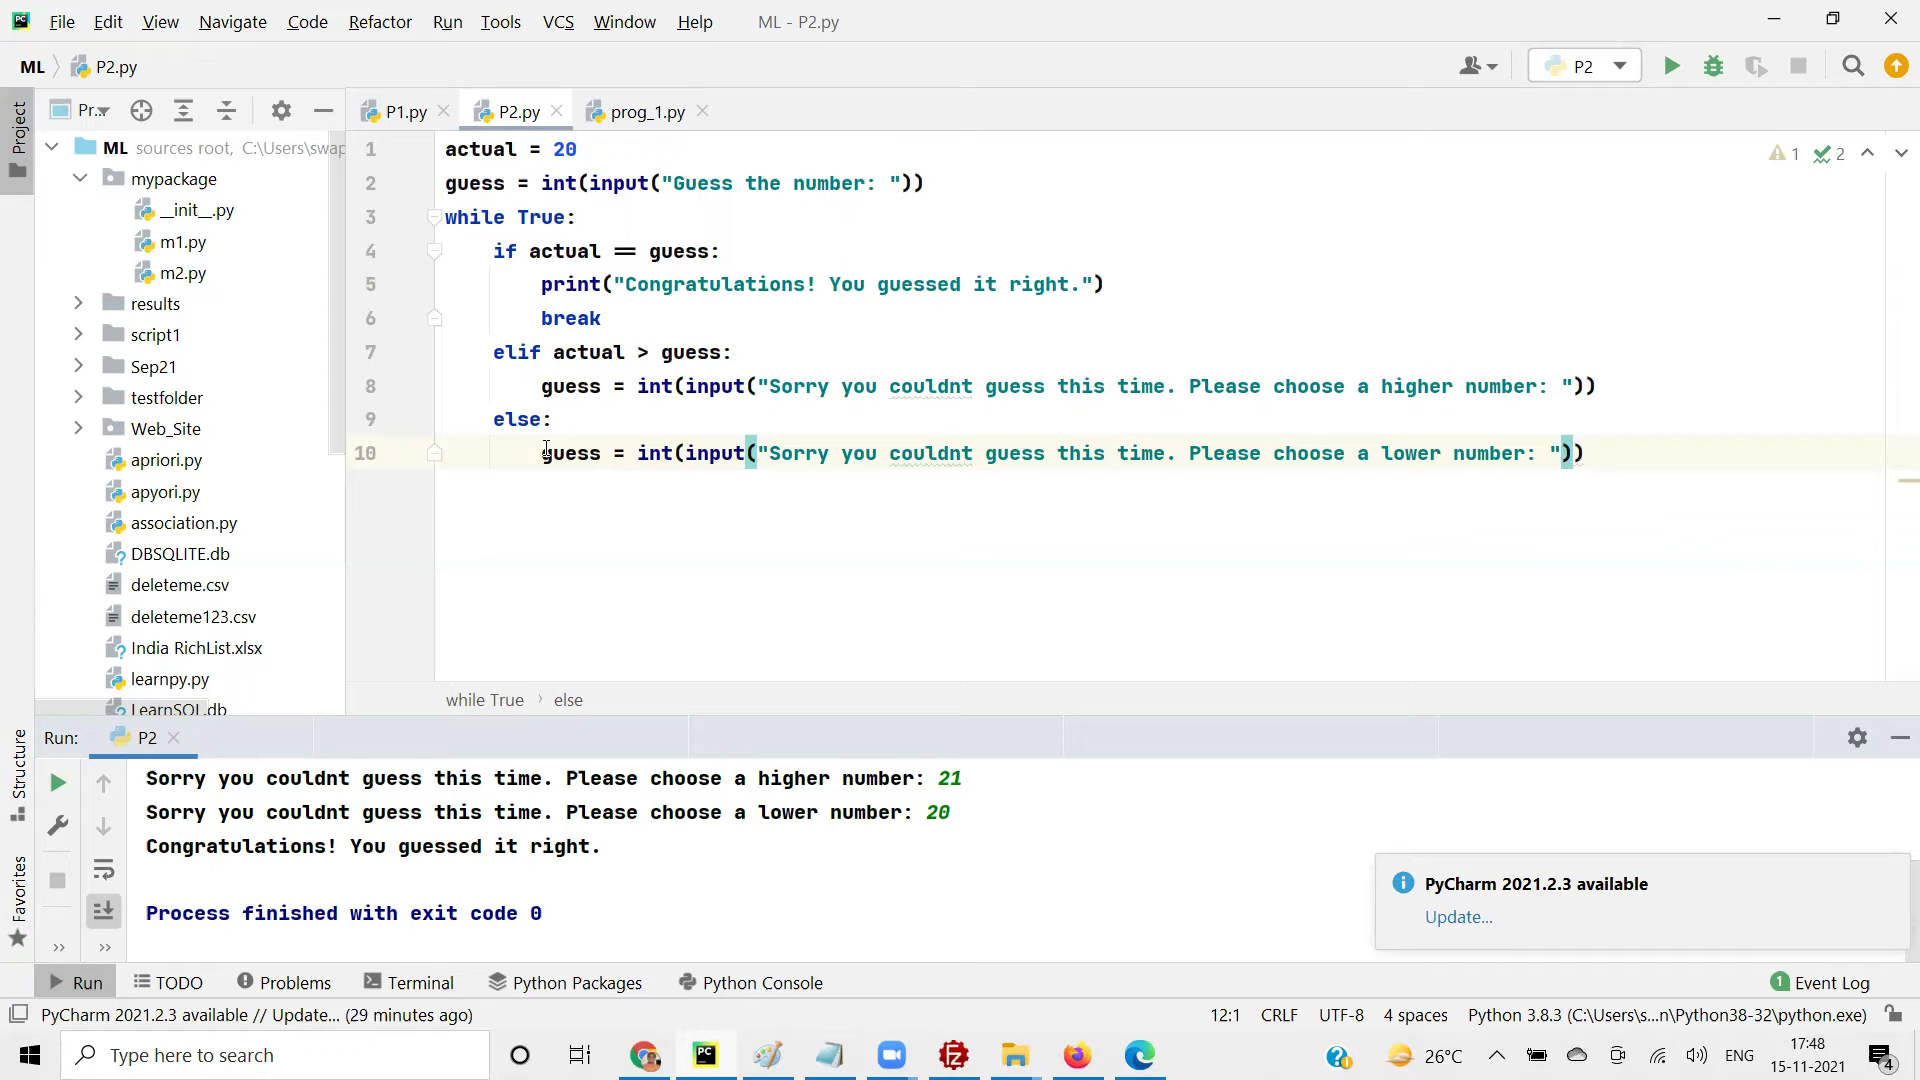 File Edit View Navigate Code Refactor Run Tools VCS Window Help ML - P2.py
ML P2.py P2
Project
Pr... P1.py P2.py prog_1.py
ML sources root, C:\Users\swap
mypackage
__init__.py
m1.py
m2.py
results
script1
Sep21
testfolder
Web_Site
apriori.py
apyori.py
association.py
DBSQLITE.db
deleteme.csv
deleteme123.csv
India RichList.xlsx
learnpy.py
LearnSQL.db
1 actual = 20
2 guess = int(input("Guess the number: "))
3 while True:
4 if actual == guess:
5 print("Congratulations! You guessed it right.")
6 break
7 elif actual > guess:
8 guess = int(input("Sorry you couldnt guess this time. Please choose a higher number: "))
9 else:
10 guess = int(input("Sorry you couldnt guess this time. Please choose a lower number: "))
1 2
while True › else
Structure
Favorites
Run: P2
Sorry you couldnt guess this time. Please choose a higher number: 21
Sorry you couldnt guess this time. Please choose a lower number: 20
Congratulations! You guessed it right.
Process finished with exit code 0
PyCharm 2021.2.3 available
Update...
Run TODO Problems Terminal Python Packages Python Console 1 Event Log
PyCharm 2021.2.3 available // Update... (29 minutes ago) 12:1 CRLF UTF-8 4 spaces Python 3.8.3 (C:\Users\s...n\Python38-32\python.exe)
Type here to search
PC
26°C
ENG
17:48
15-11-2021
4